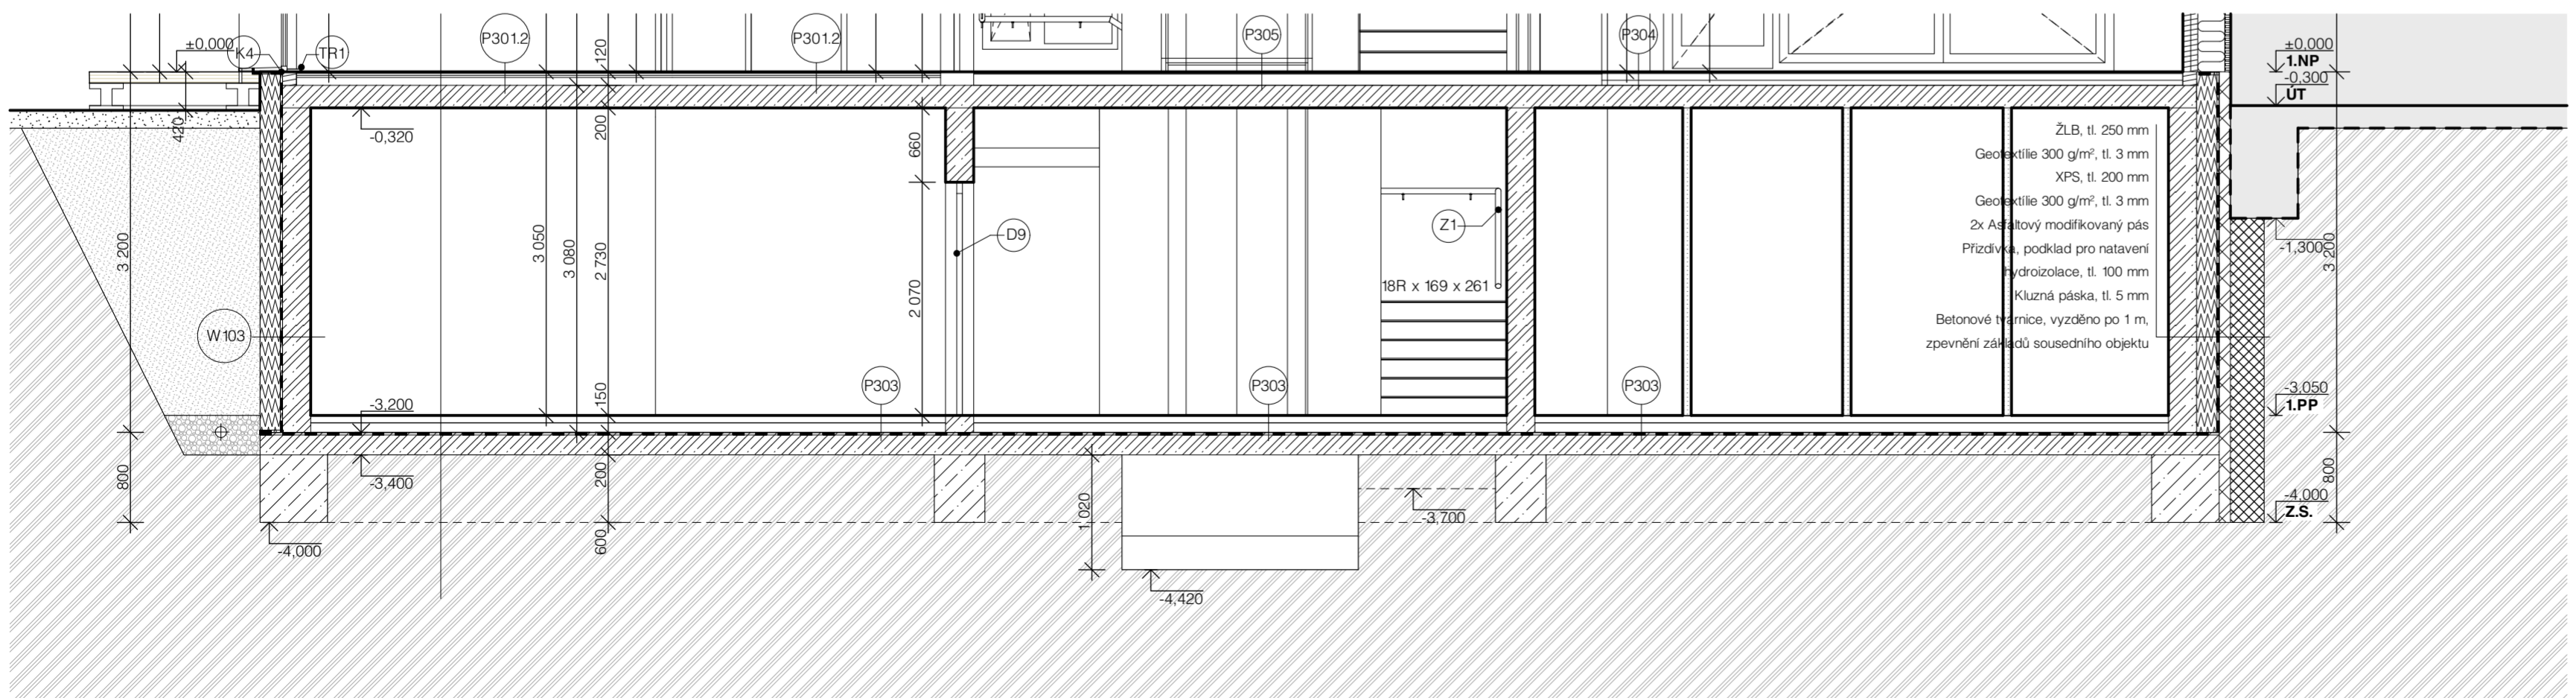 ±0,000
K4
TR1
P301.2
120
P301.2
P305
P304
±0,000
1.NP
-0,300
ÚT
420
-0,320
200
660
3 200
3 050
3 080
2 730
2 070
D9
Z1
18R x 169 x 261
ŽLB, tl. 250 mm
Geotextílie 300 g/m², tl. 3 mm
XPS, tl. 200 mm
Geotextílie 300 g/m², tl. 3 mm
2x Asfaltový modifikovaný pás
Přizdívka, podklad pro natavení
hydroizolace, tl. 100 mm
Kluzná páska, tl. 5 mm
Betonové tvárnice, vyzděno po 1 m,
zpevnění základů sousedního objektu
-1,300
3 200
W103
P303
P303
P303
150
-3,200
-3,050
1.PP
800
-3,400
200
1 020
-3,700
800
-4,000
Z.S.
-4,000
600
-4,420